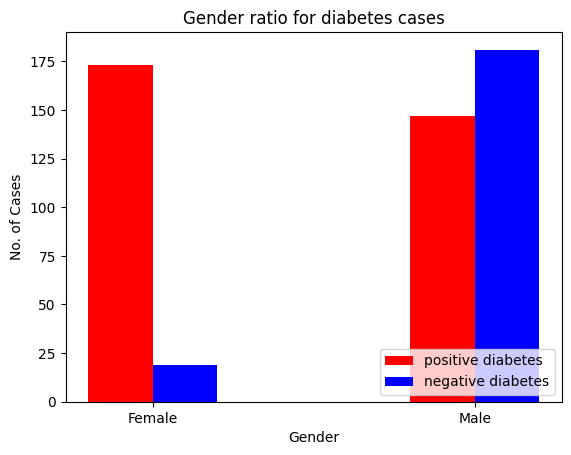 Gender ratio for diabetes cases
No. of Cases
175
150
125
100
75
50
25
0
positive diabetes
negative diabetes
Female
Male
Gender